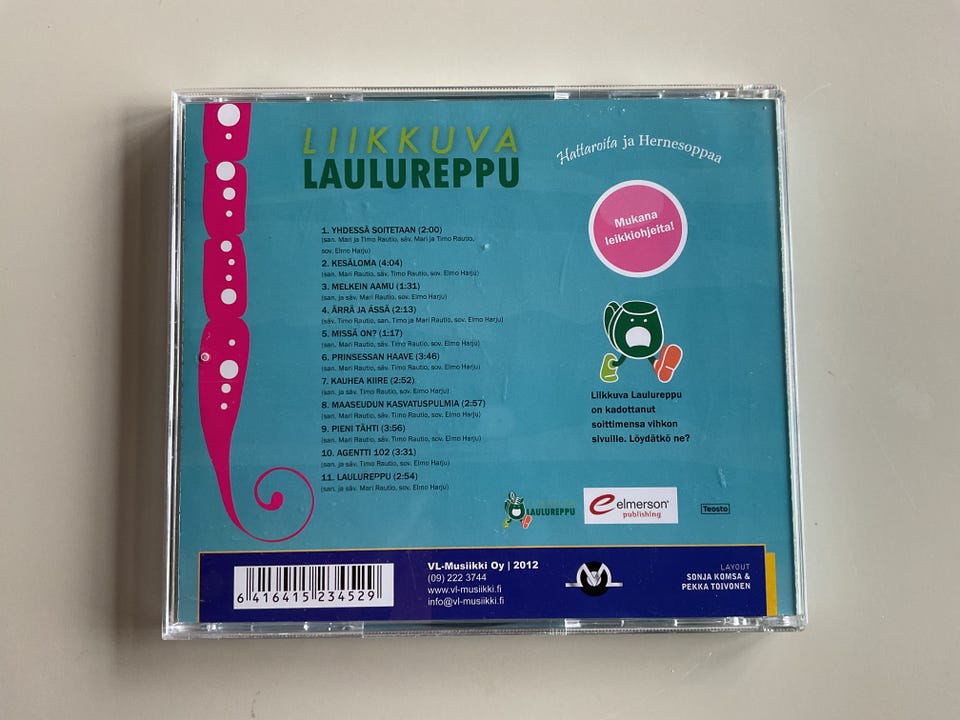 LIIKKUVA
LAULUREPPU
Hattaroita ja Hernesoppaa
Mukana
leikkiohjeita!
1. YHDESSÄ SOITETAAN (2:00)
(san. Mari ja Timo Rautio, säv. Mari ja Timo Rautio,
sov. Elmo Harju)
2. KESÄLOMA (4:04)
(san. Mari Rautio, säv. Timo Rautio, sov. Elmo Harju)
3. MELKEIN AAMU (1:31)
(san. ja säv. Mari Rautio, sov. Elmo Harju)
4. ÄRRÄ JA ÄSSÄ (2:13)
(säv. Timo Rautio, san. Timo ja Mari Rautio, sov. Elmo Harju)
5. MISSÄ ON? (1:17)
(san. Mari Rautio, säv. Timo Rautio, sov. Elmo Harju)
6. PRINSESSAN HAAVE (3:46)
(san. Mari Rautio, säv. Timo Rautio, sov. Elmo Harju)
7. KAUHEA KIIRE (2:52)
(san. ja säv. Timo Rautio, sov. Elmo Harju)
8. MAASEUDUN KASVATUSPULMIA (2:57)
(san. Mari Rautio, säv. Timo Rautio, sov. Elmo Harju)
9. PIENI TÄHTI (3:56)
(san. Mari Rautio, säv. Timo Rautio, sov. Elmo Harju)
10. AGENTTI 102 (3:31)
(san. ja säv. Timo Rautio, sov. Elmo Harju)
11. LAULUREPPU (2:54)
(san. ja säv. Mari Rautio, sov. Elmo Harju)
Liikkuva Laulureppu
on kadottanut
soittimensa vihkon
sivuille. Löydätkö ne?
LAULUREPPU
e elmerson
publishing
Teosto
6 416415 234529
VL-Musiikki Oy | 2012
(09) 222 3744
www.vl-musiikki.fi
info@vl-musiikki.fi
LAYOUT
SONJA KOMSA &
PEKKA TOIVONEN